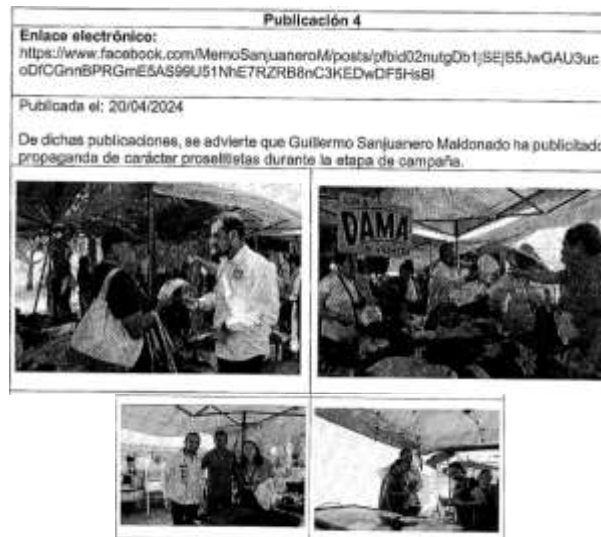 Publicación 4
Enlace electrónico:
https://www.facebook.com/MemoSanjuaneroM/posts/pfbid02nutgDb1jSEjS5JwGAU3uc
oDfCGnnBPRGmE5AS99U51NhE7RZRB8nC3KEDwDF5HsBl
Publicada el: 20/04/2024
De dichas publicaciones, se advierte que Guillermo Sanjuanero Maldonado ha publicitado
propaganda de carácter proselitistas durante la etapa de campaña.
DAMA